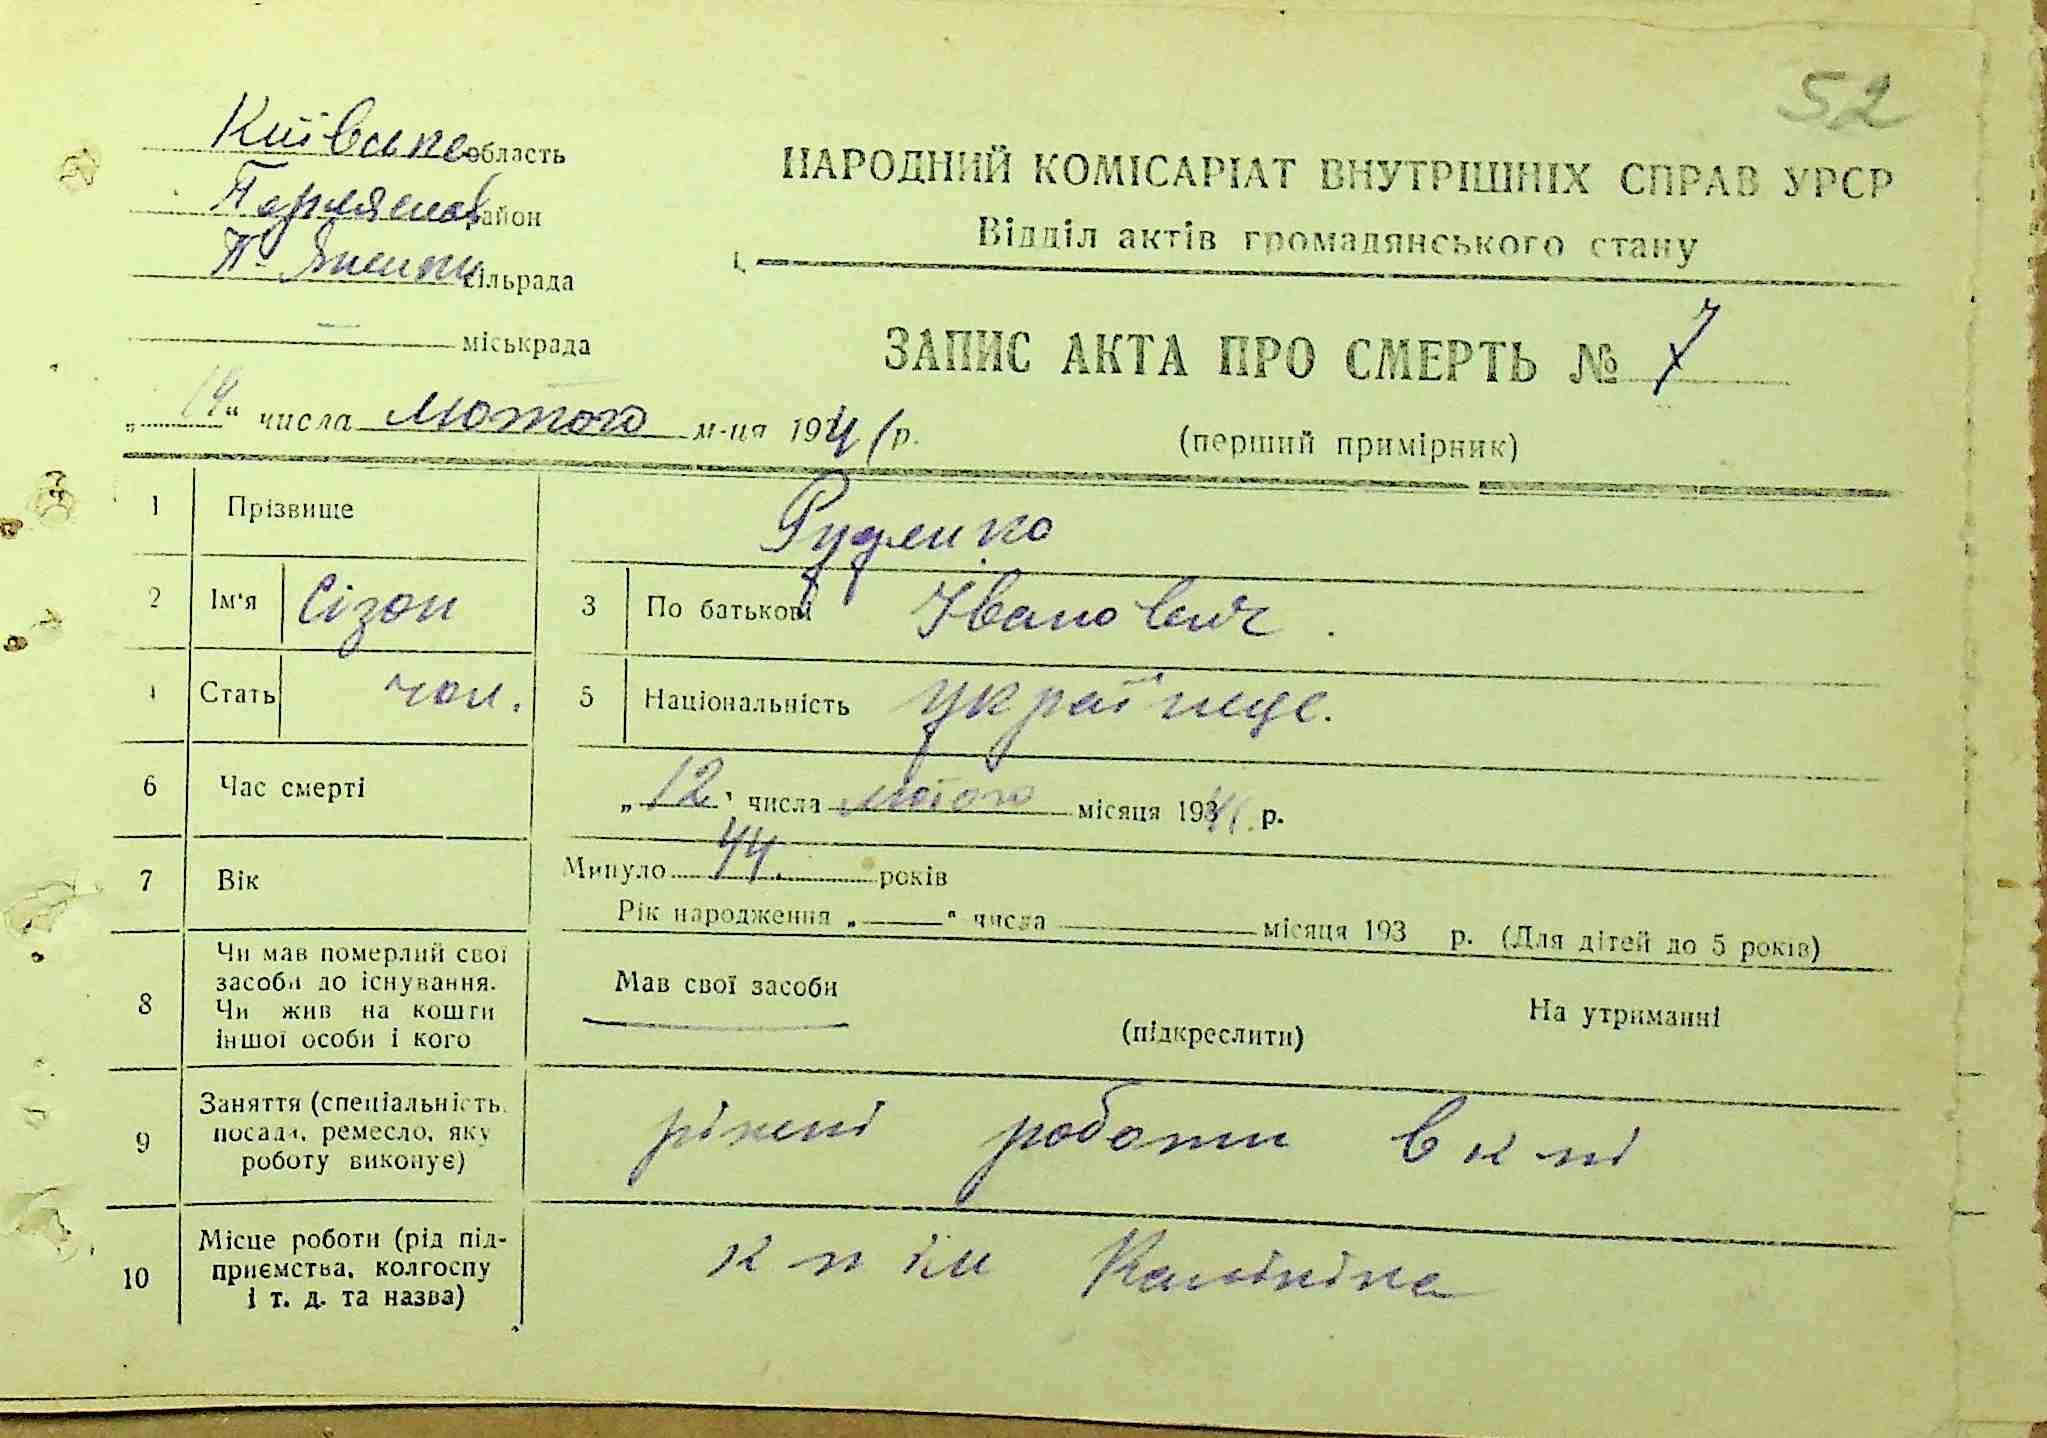 52
Київська область
район
сільрада
— міськрада
НАРОДНИЙ КОМІСАРІАТ ВНУТРІШНІХ СПРАВ УРСР
Відділ актів громадянського стану
ЗАПИС АКТА ПРО СМЕРТЬ № 7
(перший примірник)
„14“ числа лютого м-ця 1941 р.
1 Прізвище Руденко
2 Ім'я Сізон 3 По батькові Іванович.
4 Стать чол. 5 Національність українце.
6 Час смерті „12“ числа лютого місяця 1941 р.
7 Вік Минуло 44. років
Рік народження „——“ числа ———— місяця 193 р. (Для дітей до 5 років)
8 Чи мав померлий свої
засоби до існування.
Чи жив на кошти
іншої особи і кого
Мав свої засоби
(підкреслити)
На утриманні
9 Заняття (спеціальність,
посада, ремесло, яку
роботу виконує)
різні роботи в к-пі
10 Місце роботи (рід під-
приємства, колгоспу
і т. д. та назва)
к-п ім Калініна